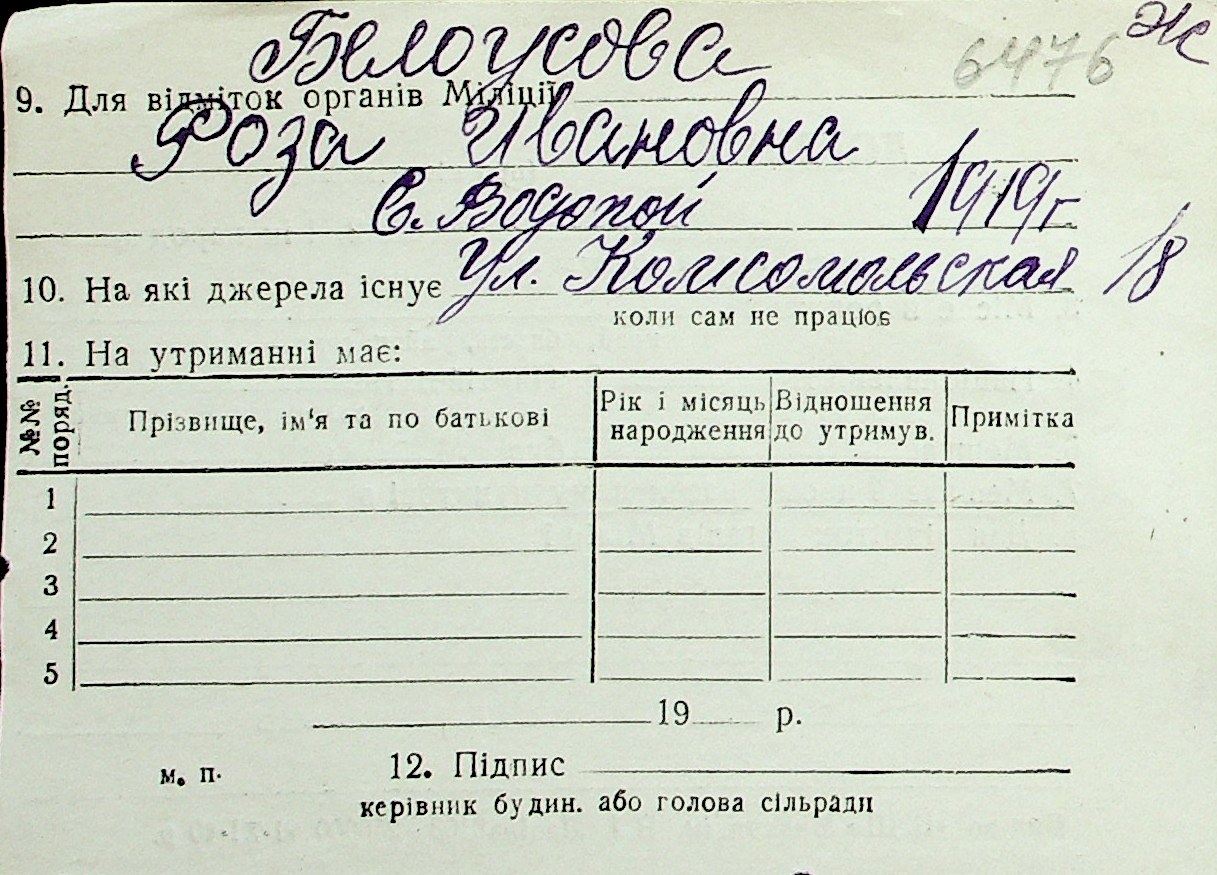 Белоусова 6476 Ж
9. Для відміток органів Міліції
Роза Ивановна
с. Водопой 1919г
ул. Комсомольская 18
10. На які джерела існує
коли сам не працює
11. На утриманні має:
№№ поряд. Прізвище, ім'я та по батькові Рік і місяць народження Відношення до утримув. Примітка
1
2
3
4
5
19 р.
м. п. 12. Підпис
керівник будин. або голова сільради